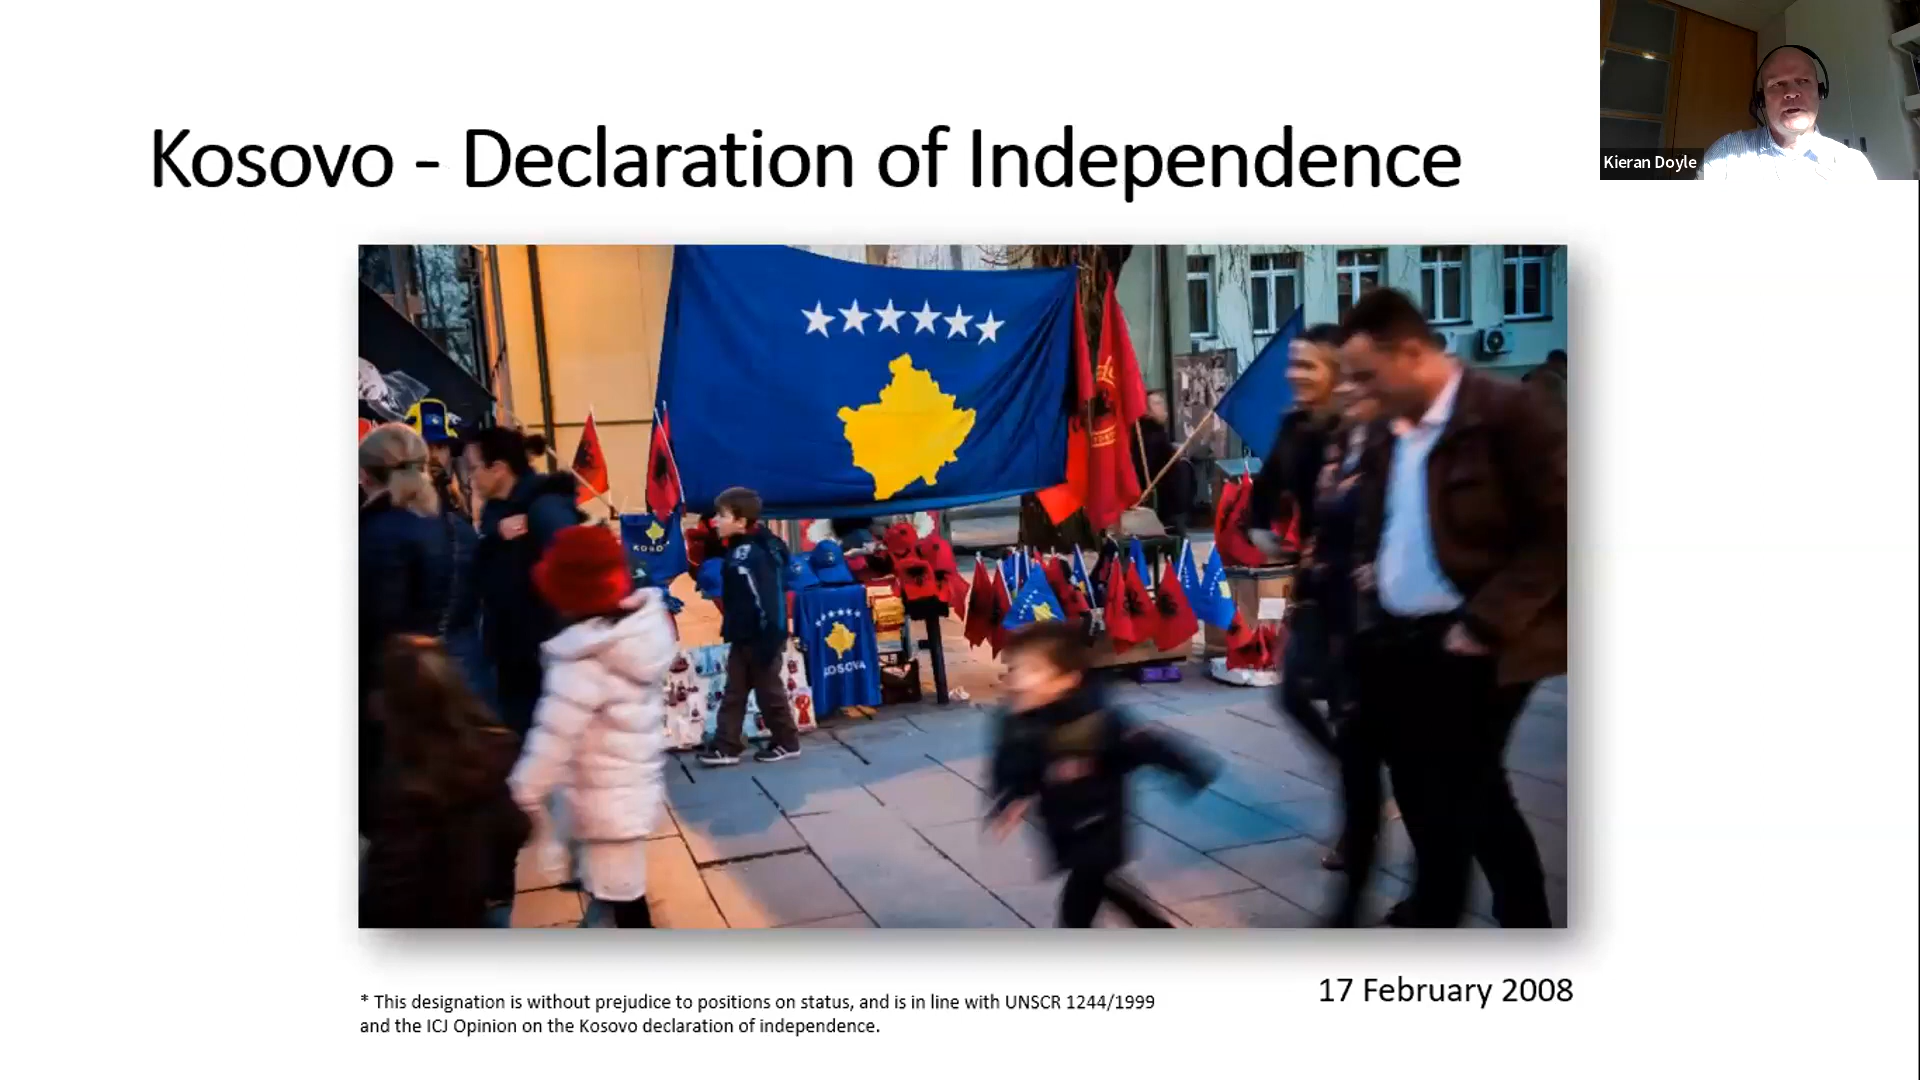 Kieran Doyle
Kosovo - Declaration of Independence
KOSOVA
17 February 2008
* This designation is without prejudice to positions on status, and is in line with UNSCR 1244/1999
and the ICJ Opinion on the Kosovo declaration of independence.